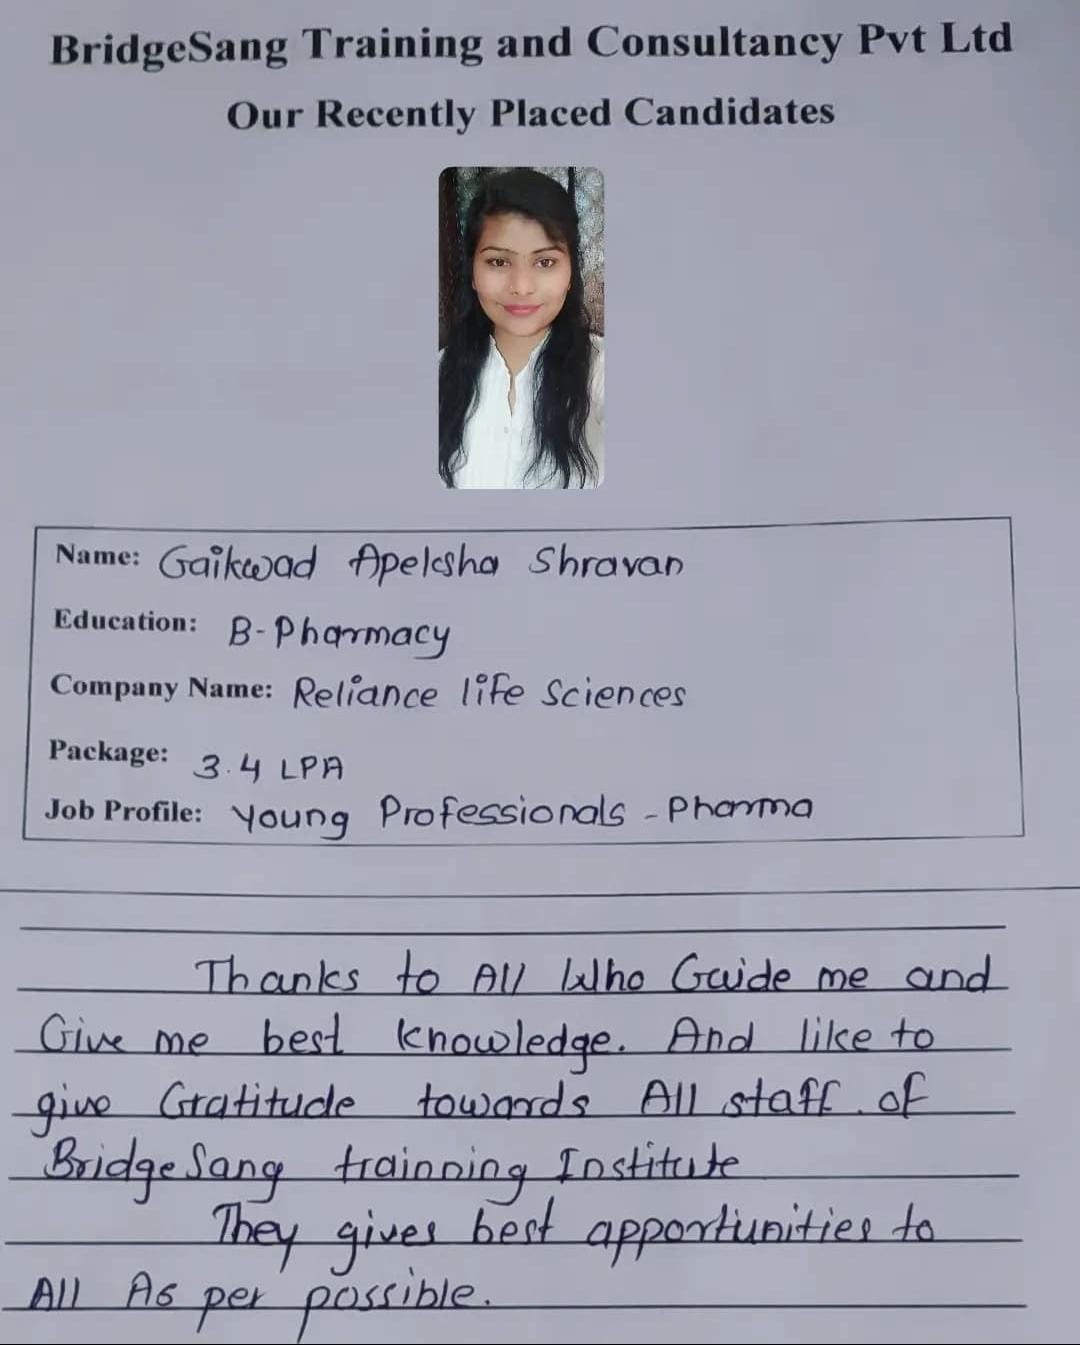 BridgeSang Training and Consultancy Pvt Ltd
Our Recently Placed Candidates
Name: Gaikwad Apeksha Shravan
Education: B-Pharmacy
Company Name: Reliance life Sciences
Package: 3.4 LPA
Job Profile: Young Professionals - Pharma
Thanks to All Who Guide me and
Give me best knowledge. And like to
give Gratitude towards All staff of
BridgeSang trainning Institute
They gives best apportiunities to
All As per possible.